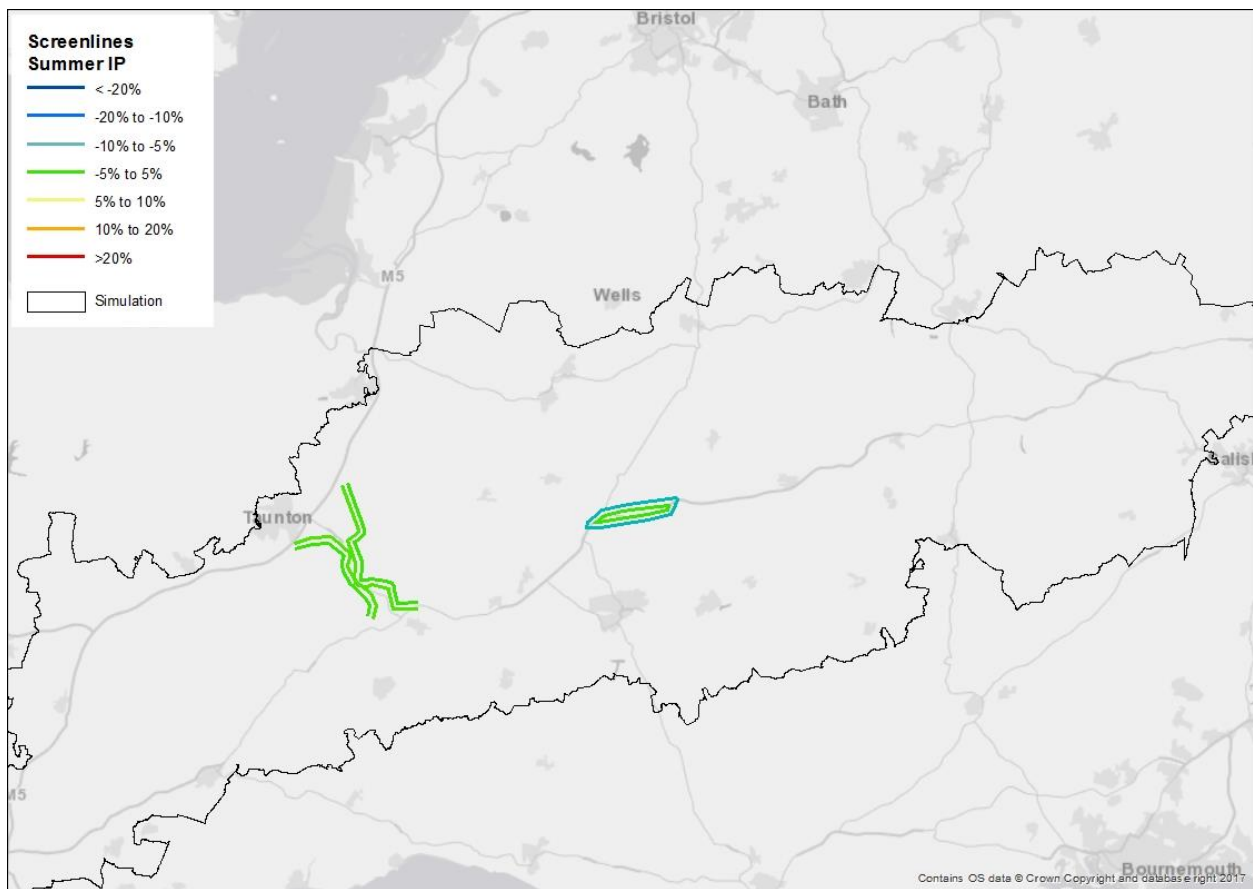 Screenlines
Summer IP
< -20%
-20% to -10%
-10% to -5%
-5% to 5%
5% to 10%
10% to 20%
>20%
Simulation
Bristol
Bath
M5
Wells
Salisb
Taunton
M5
Bournemouth
Contains OS data © Crown Copyright and database right 2017